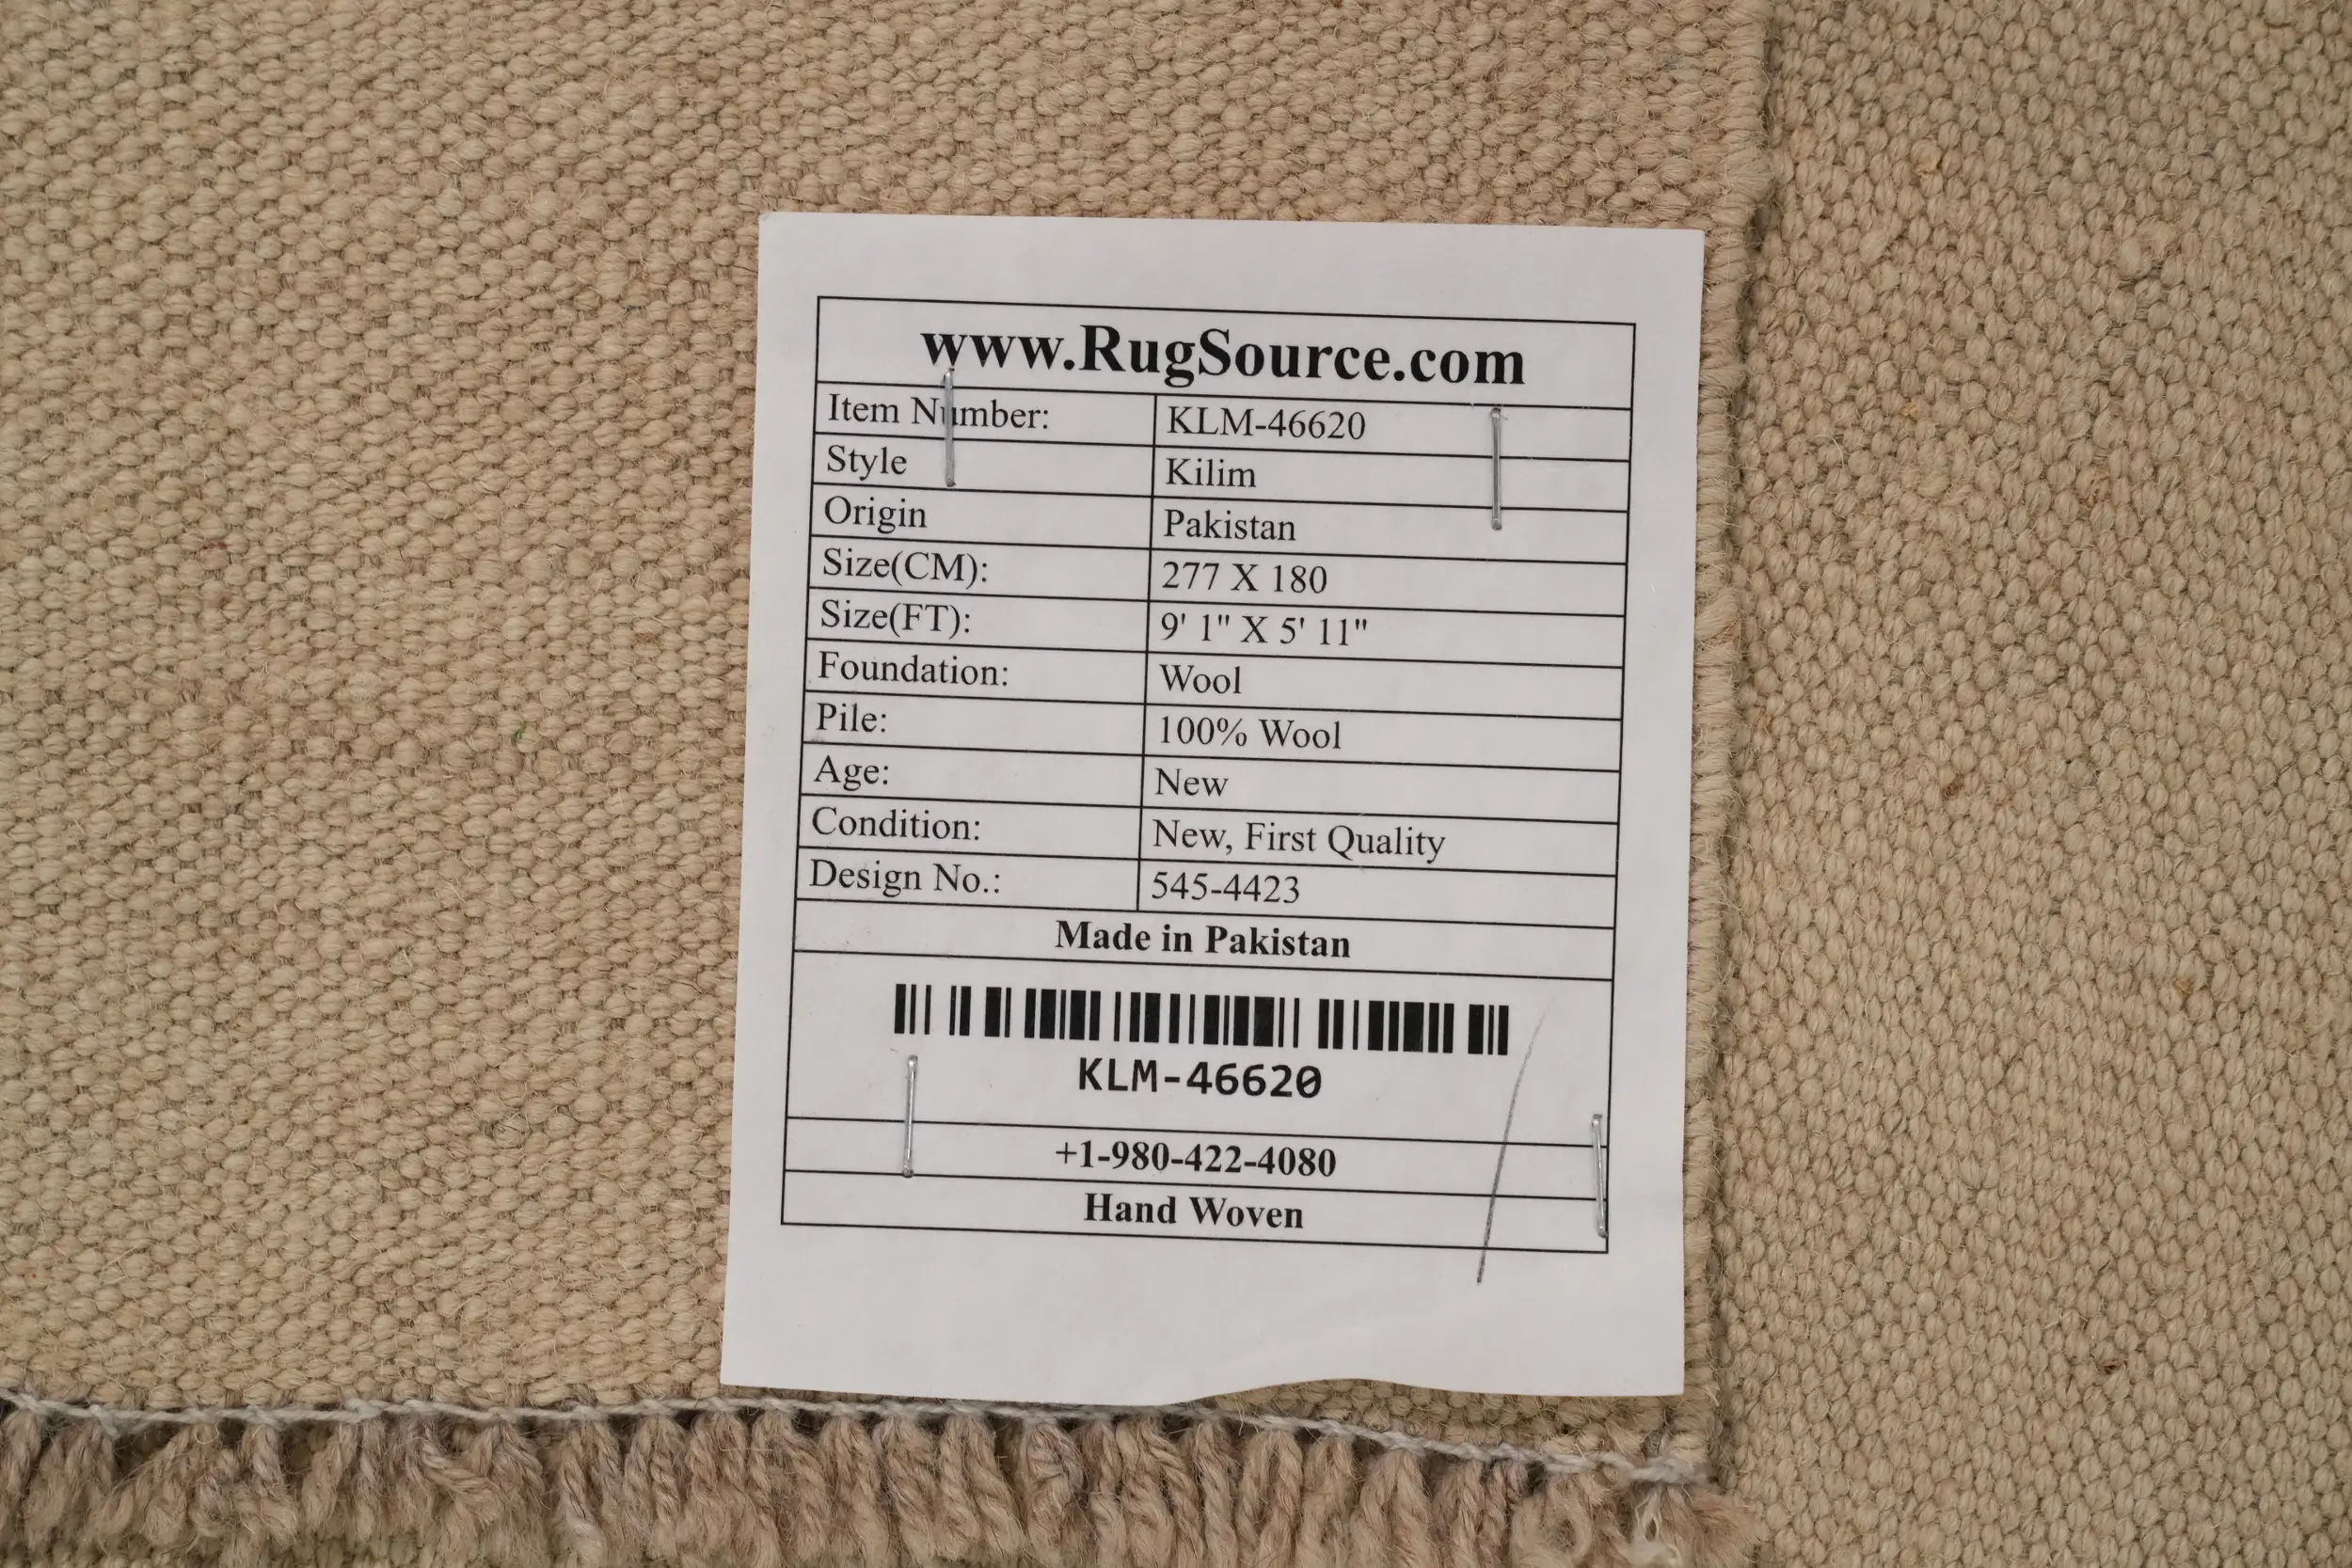 www.RugSource.com
Item Number: KLM-46620
Style Kilim
Origin Pakistan
Size(CM): 277 X 180
Size(FT): 9' 1" X 5' 11"
Foundation: Wool
Pile: 100% Wool
Age: New
Condition: New, First Quality
Design No.: 545-4423
Made in Pakistan
KLM-46620
+1-980-422-4080
Hand Woven